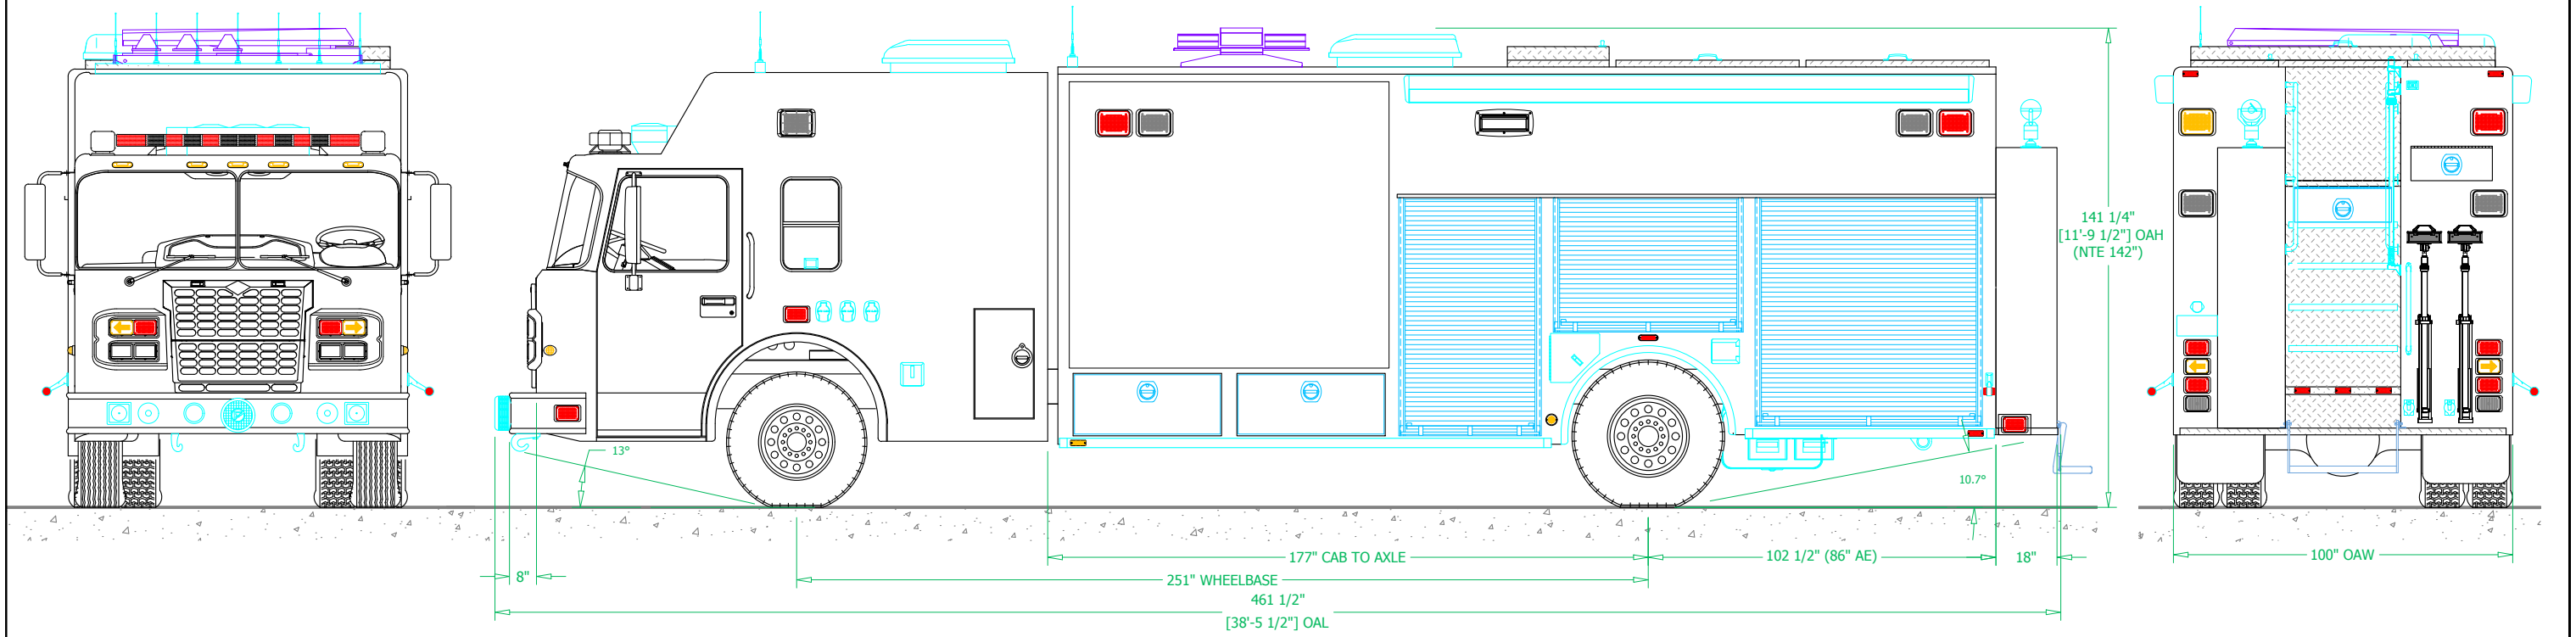 141 1/4"
[11'-9 1/2"] OAH
(NTE 142")
13°
10.7°
177" CAB TO AXLE
102 1/2" (86" AE)
18"
100" OAW
8"
251" WHEELBASE
461 1/2"
[38'-5 1/2"] OAL